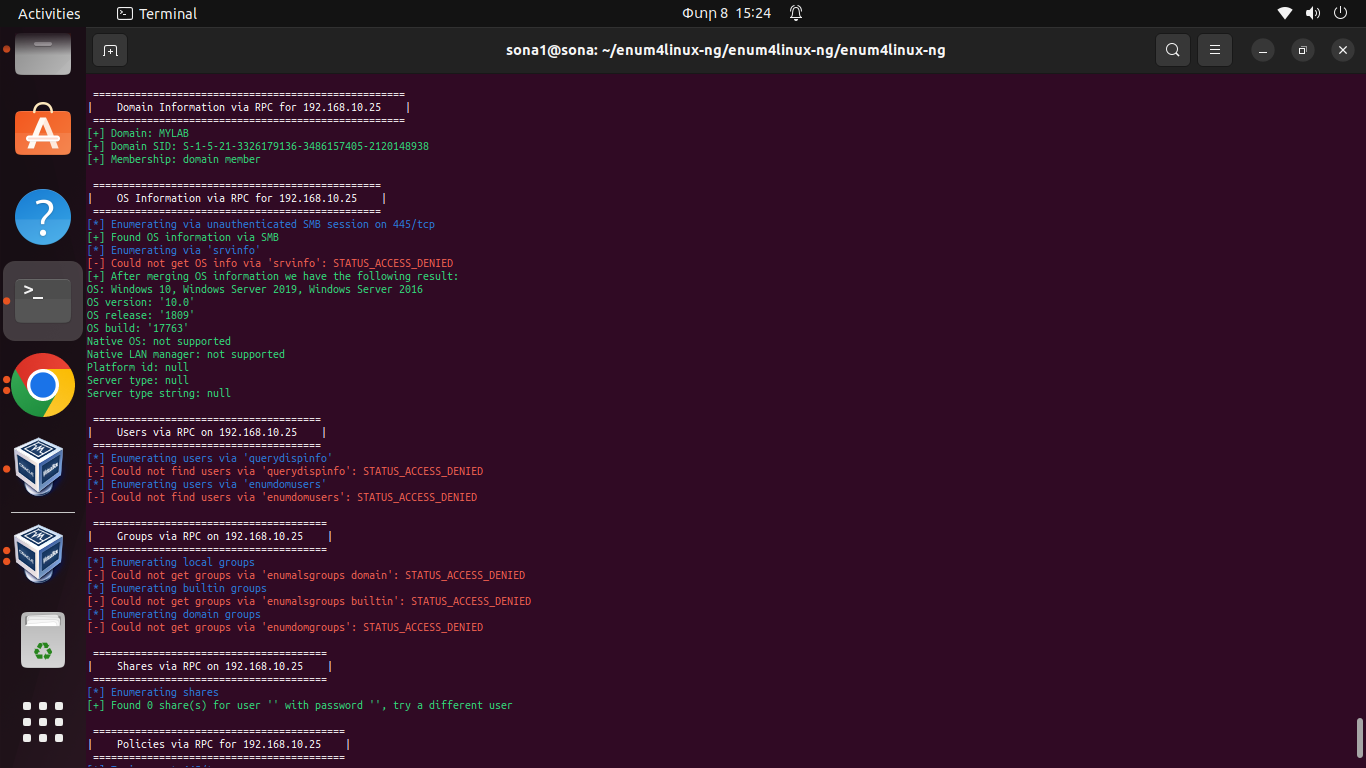 Activities
Terminal
Փտր 8 15:24
sona1@sona: ~/enum4linux-ng/enum4linux-ng/enum4linux-ng
====================================================
| Domain Information via RPC for 192.168.10.25 |
====================================================
[+] Domain: MYLAB
[+] Domain SID: S-1-5-21-3326179136-3486157405-2120148938
[+] Membership: domain member
================================================
| OS Information via RPC for 192.168.10.25 |
================================================
[*] Enumerating via unauthenticated SMB session on 445/tcp
[+] Found OS information via SMB
[*] Enumerating via 'srvinfo'
[-] Could not get OS info via 'srvinfo': STATUS_ACCESS_DENIED
[+] After merging OS information we have the following result:
OS: Windows 10, Windows Server 2019, Windows Server 2016
OS version: '10.0'
OS release: '1809'
OS build: '17763'
Native OS: not supported
Native LAN manager: not supported
Platform id: null
Server type: null
Server type string: null
======================================
| Users via RPC on 192.168.10.25 |
======================================
[*] Enumerating users via 'querydispinfo'
[-] Could not find users via 'querydispinfo': STATUS_ACCESS_DENIED
[*] Enumerating users via 'enumdomusers'
[-] Could not find users via 'enumdomusers': STATUS_ACCESS_DENIED
=======================================
| Groups via RPC on 192.168.10.25 |
=======================================
[*] Enumerating local groups
[-] Could not get groups via 'enumalsgroups domain': STATUS_ACCESS_DENIED
[*] Enumerating builtin groups
[-] Could not get groups via 'enumalsgroups builtin': STATUS_ACCESS_DENIED
[*] Enumerating domain groups
[-] Could not get groups via 'enumdomgroups': STATUS_ACCESS_DENIED
=======================================
| Shares via RPC on 192.168.10.25 |
=======================================
[*] Enumerating shares
[+] Found 0 share(s) for user '' with password '', try a different user
==========================================
| Policies via RPC for 192.168.10.25 |
==========================================